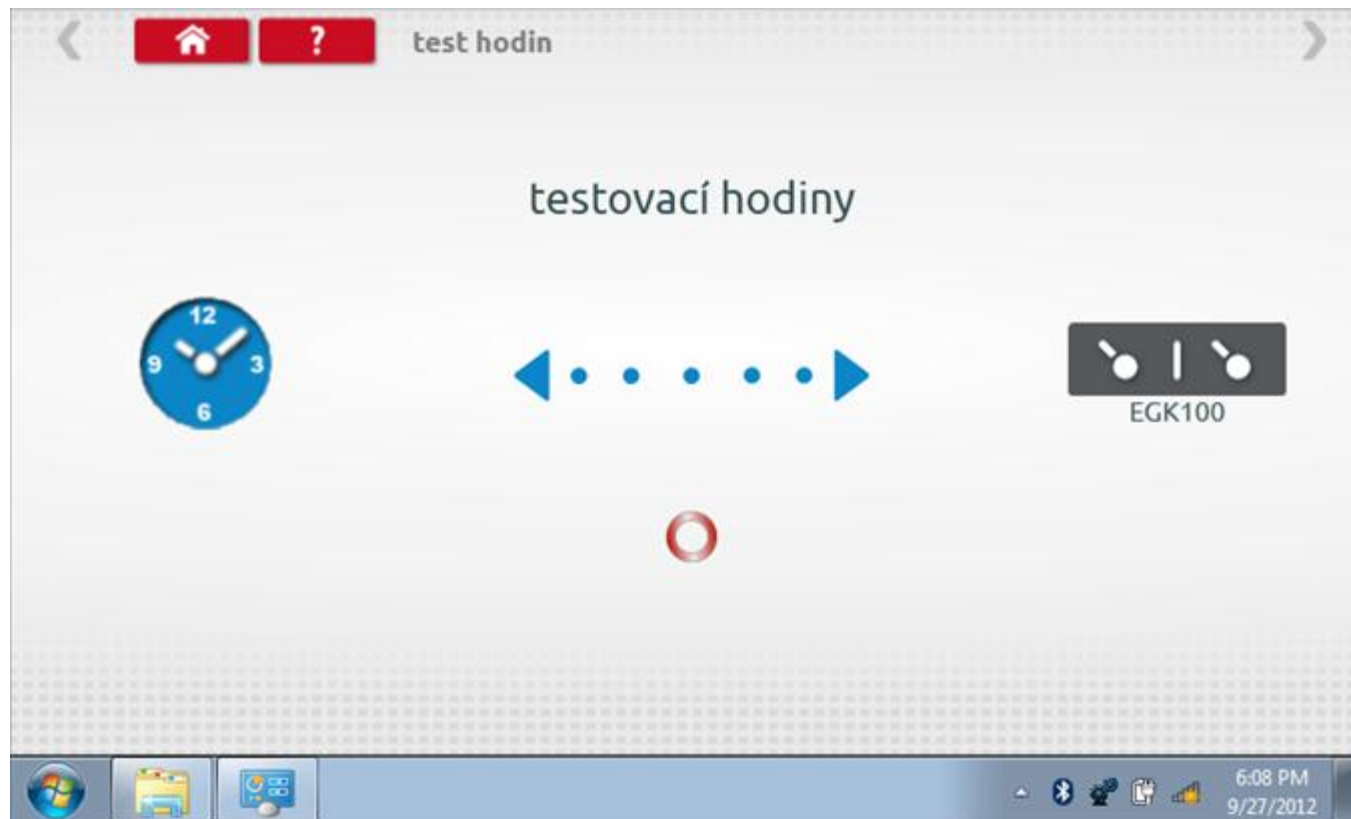 ? test hodin
testovací hodiny
12
9 3
6
EGK100
6:08 PM
9/27/2012